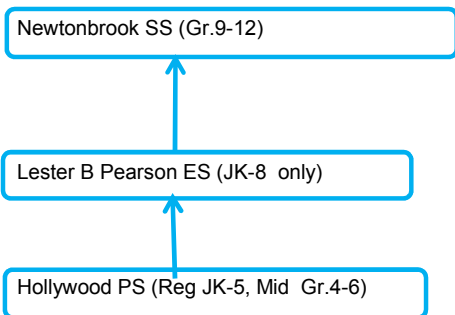 Newtonbrook SS (Gr.9-12)
Lester B Pearson ES (JK-8 only)
Hollywood PS (Reg JK-5, Mid Gr.4-6)